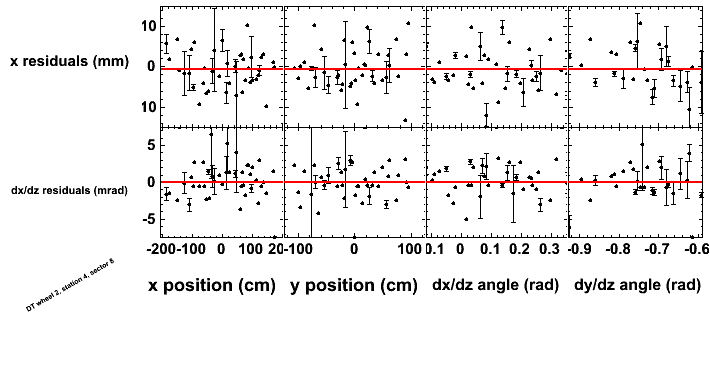 10
x residuals (mm)
0
10
5
dx/dz residuals (mrad)
0
-5
-200 -100 0 100 20 -100 0 100 0.1 0 0.1 0.2 0.3 -0.9 -0.8 -0.7 -0.6
x position (cm) y position (cm) dx/dz angle (rad) dy/dz angle (rad)
DT wheel 2, station 4, sector 8